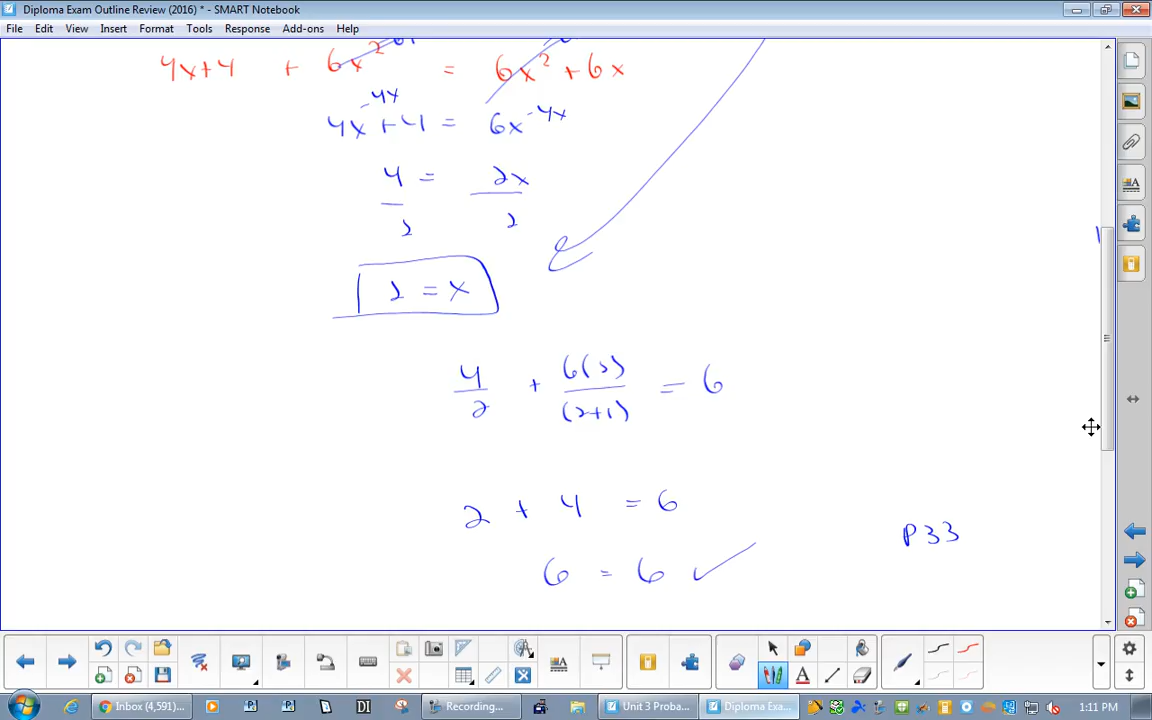 Diploma Exam Outline Review (2016) * - SMART Notebook
File Edit View Insert Format Tools Response Add-ons Help
4x+4 + 6x² = 6x² + 6x
-4x
4x + 4 = 6x -4x
4 = 2x
2 2
2 = x
4/2 + 6(2)/(2+1) = 6
2 + 4 = 6
P33
6 = 6 ✓
Inbox (4,591)...
DI
Recording...
Unit 3 Proba...
Diploma Exa...
1:11 PM